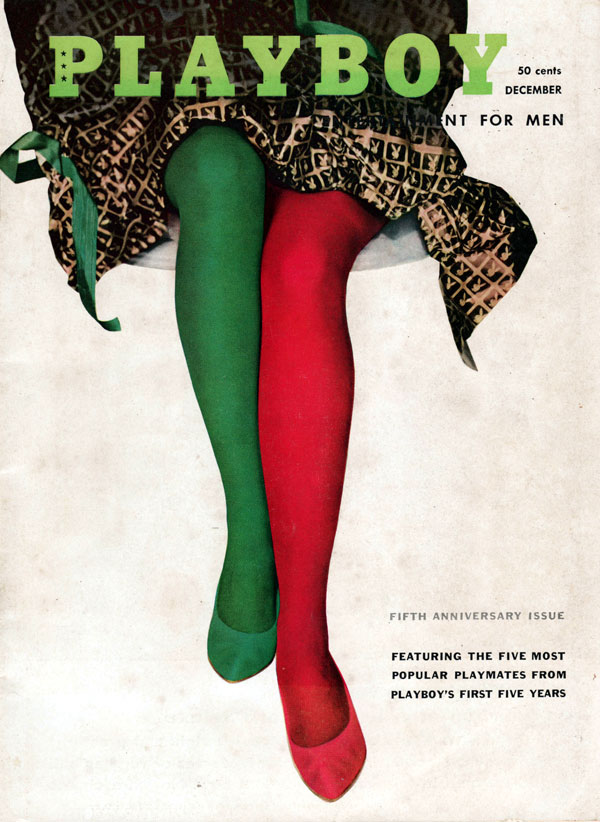 PLAYBOY
50 cents
DECEMBER
MENT FOR MEN
FIFTH ANNIVERSARY ISSUE
FEATURING THE FIVE MOST
POPULAR PLAYMATES FROM
PLAYBOY'S FIRST FIVE YEARS